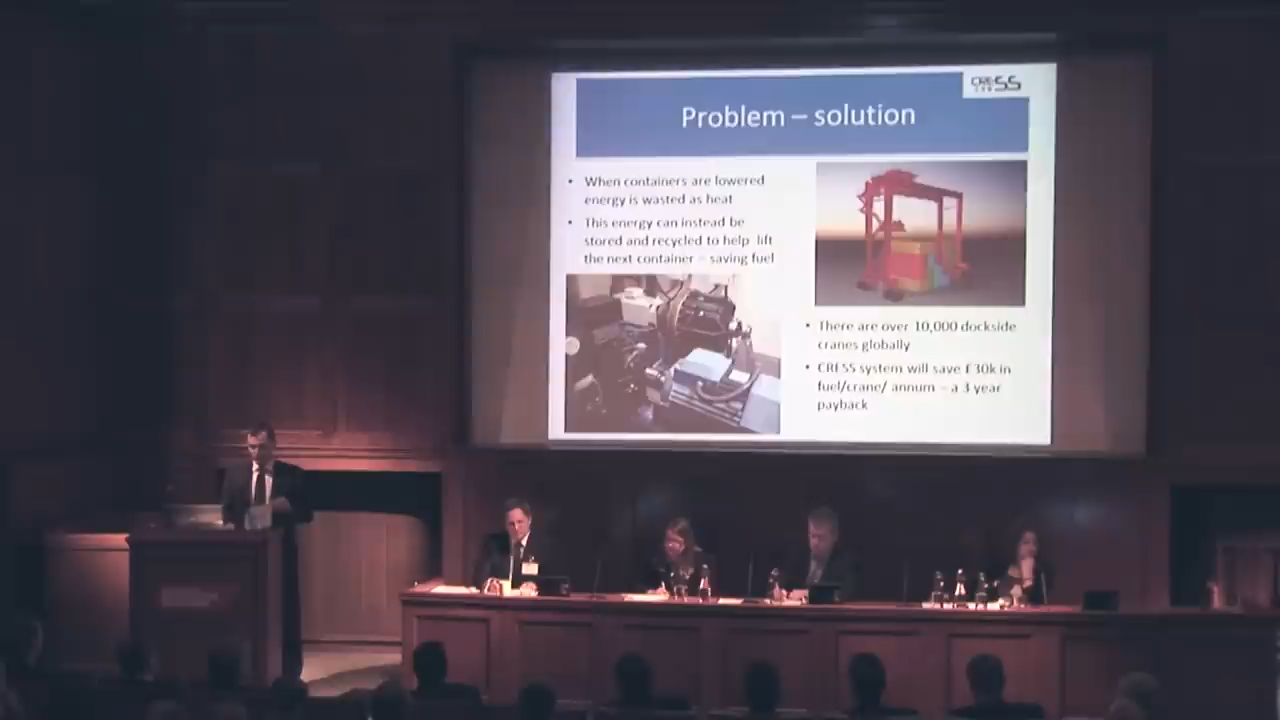 CRESS
Problem – solution
• When containers are lowered
energy is wasted as heat
• This energy can instead be
stored and recycled to help lift
the next container – saving fuel
• There are over 10,000 dockside
cranes globally
• CRESS system will save £30k in
fuel/crane/ annum – a 3 year
payback